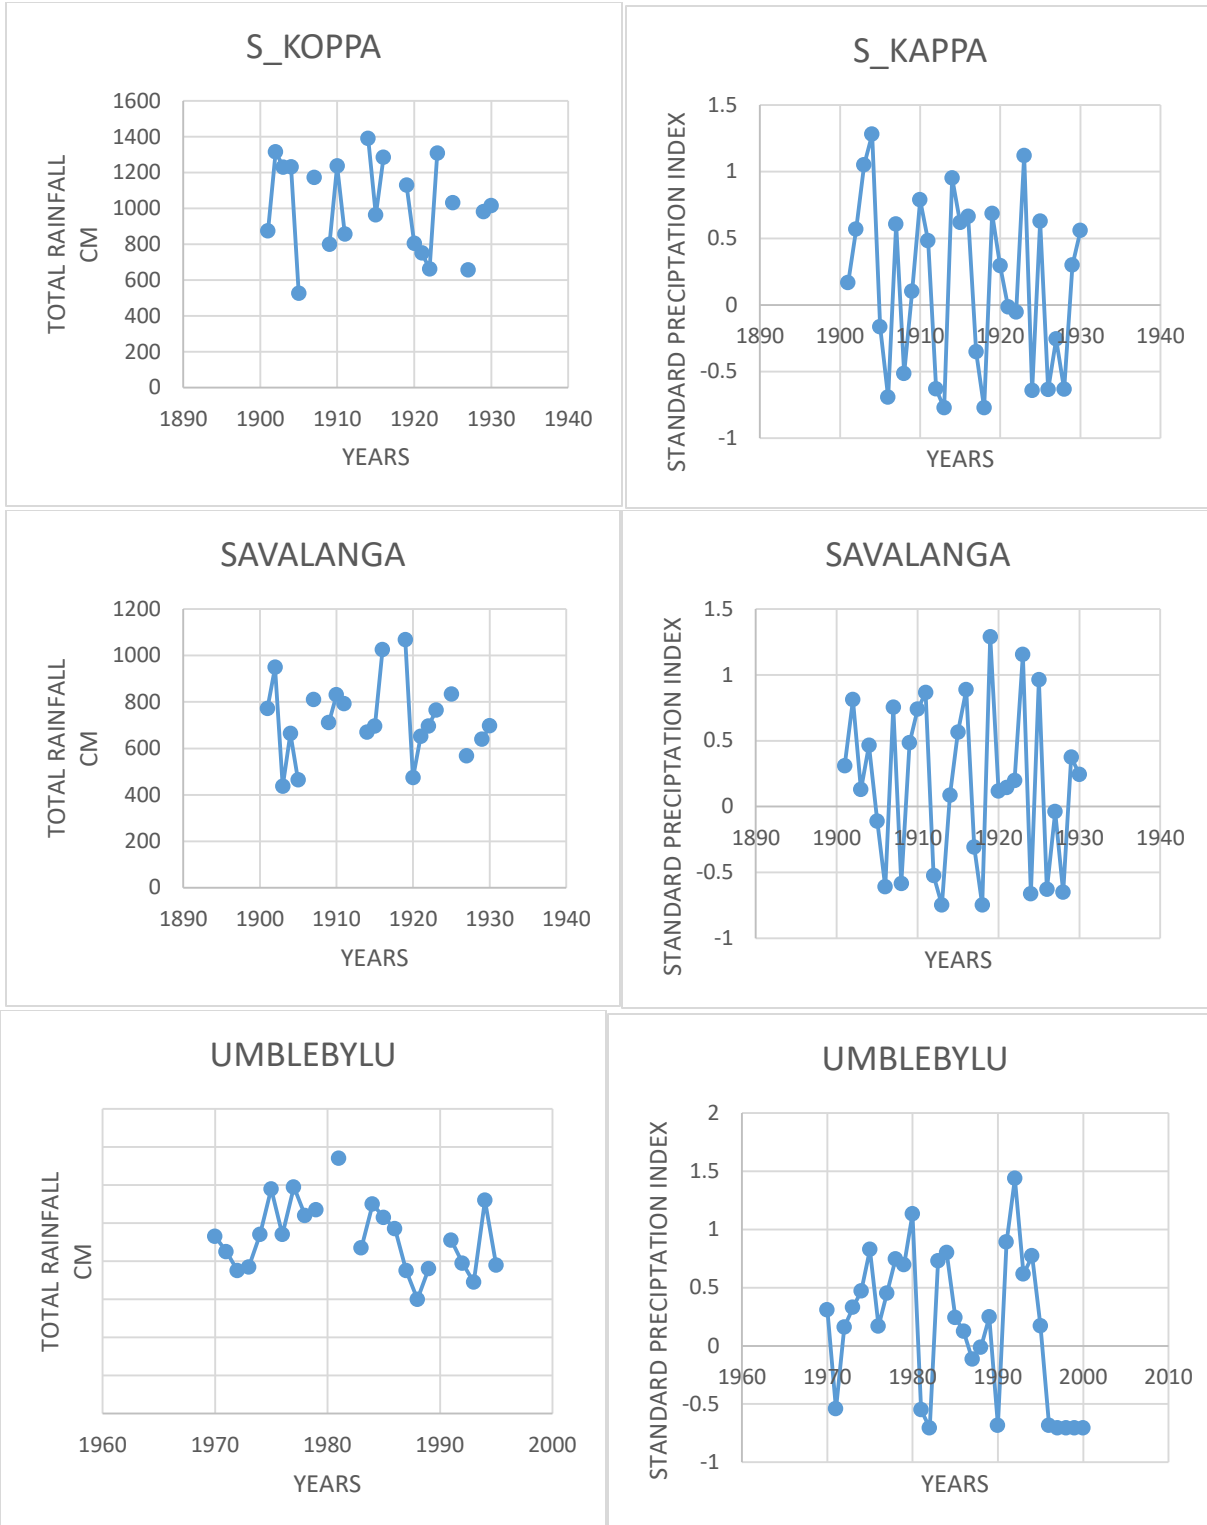 S_KOPPA
1600
1400
1200
1000
800
600
400
200
0
1890 1900 1910 1920 1930 1940
TOTAL RAINFALL
CM
YEARS
S_KAPPA
1.5
1
0.5
0
-0.5
-1
1890 1900 1910 1920 1930 1940
STANDARD PRECIPTATION INDEX
YEARS
SAVALANGA
1200
1000
800
600
400
200
0
1890 1900 1910 1920 1930 1940
TOTAL RAINFALL
CM
YEARS
SAVALANGA
1.5
1
0.5
0
-0.5
-1
1890 1900 1910 1920 1930 1940
STANDARD PRECIPTATION INDEX
YEARS
UMBLEBYLU
1960 1970 1980 1990 2000
TOTAL RAINFALL
CM
YEARS
UMBLEBYLU
2
1.5
1
0.5
0
-0.5
-1
1960 1970 1980 1990 2000 2010
STANDARD PRECIPTATION INDEX
YEARS